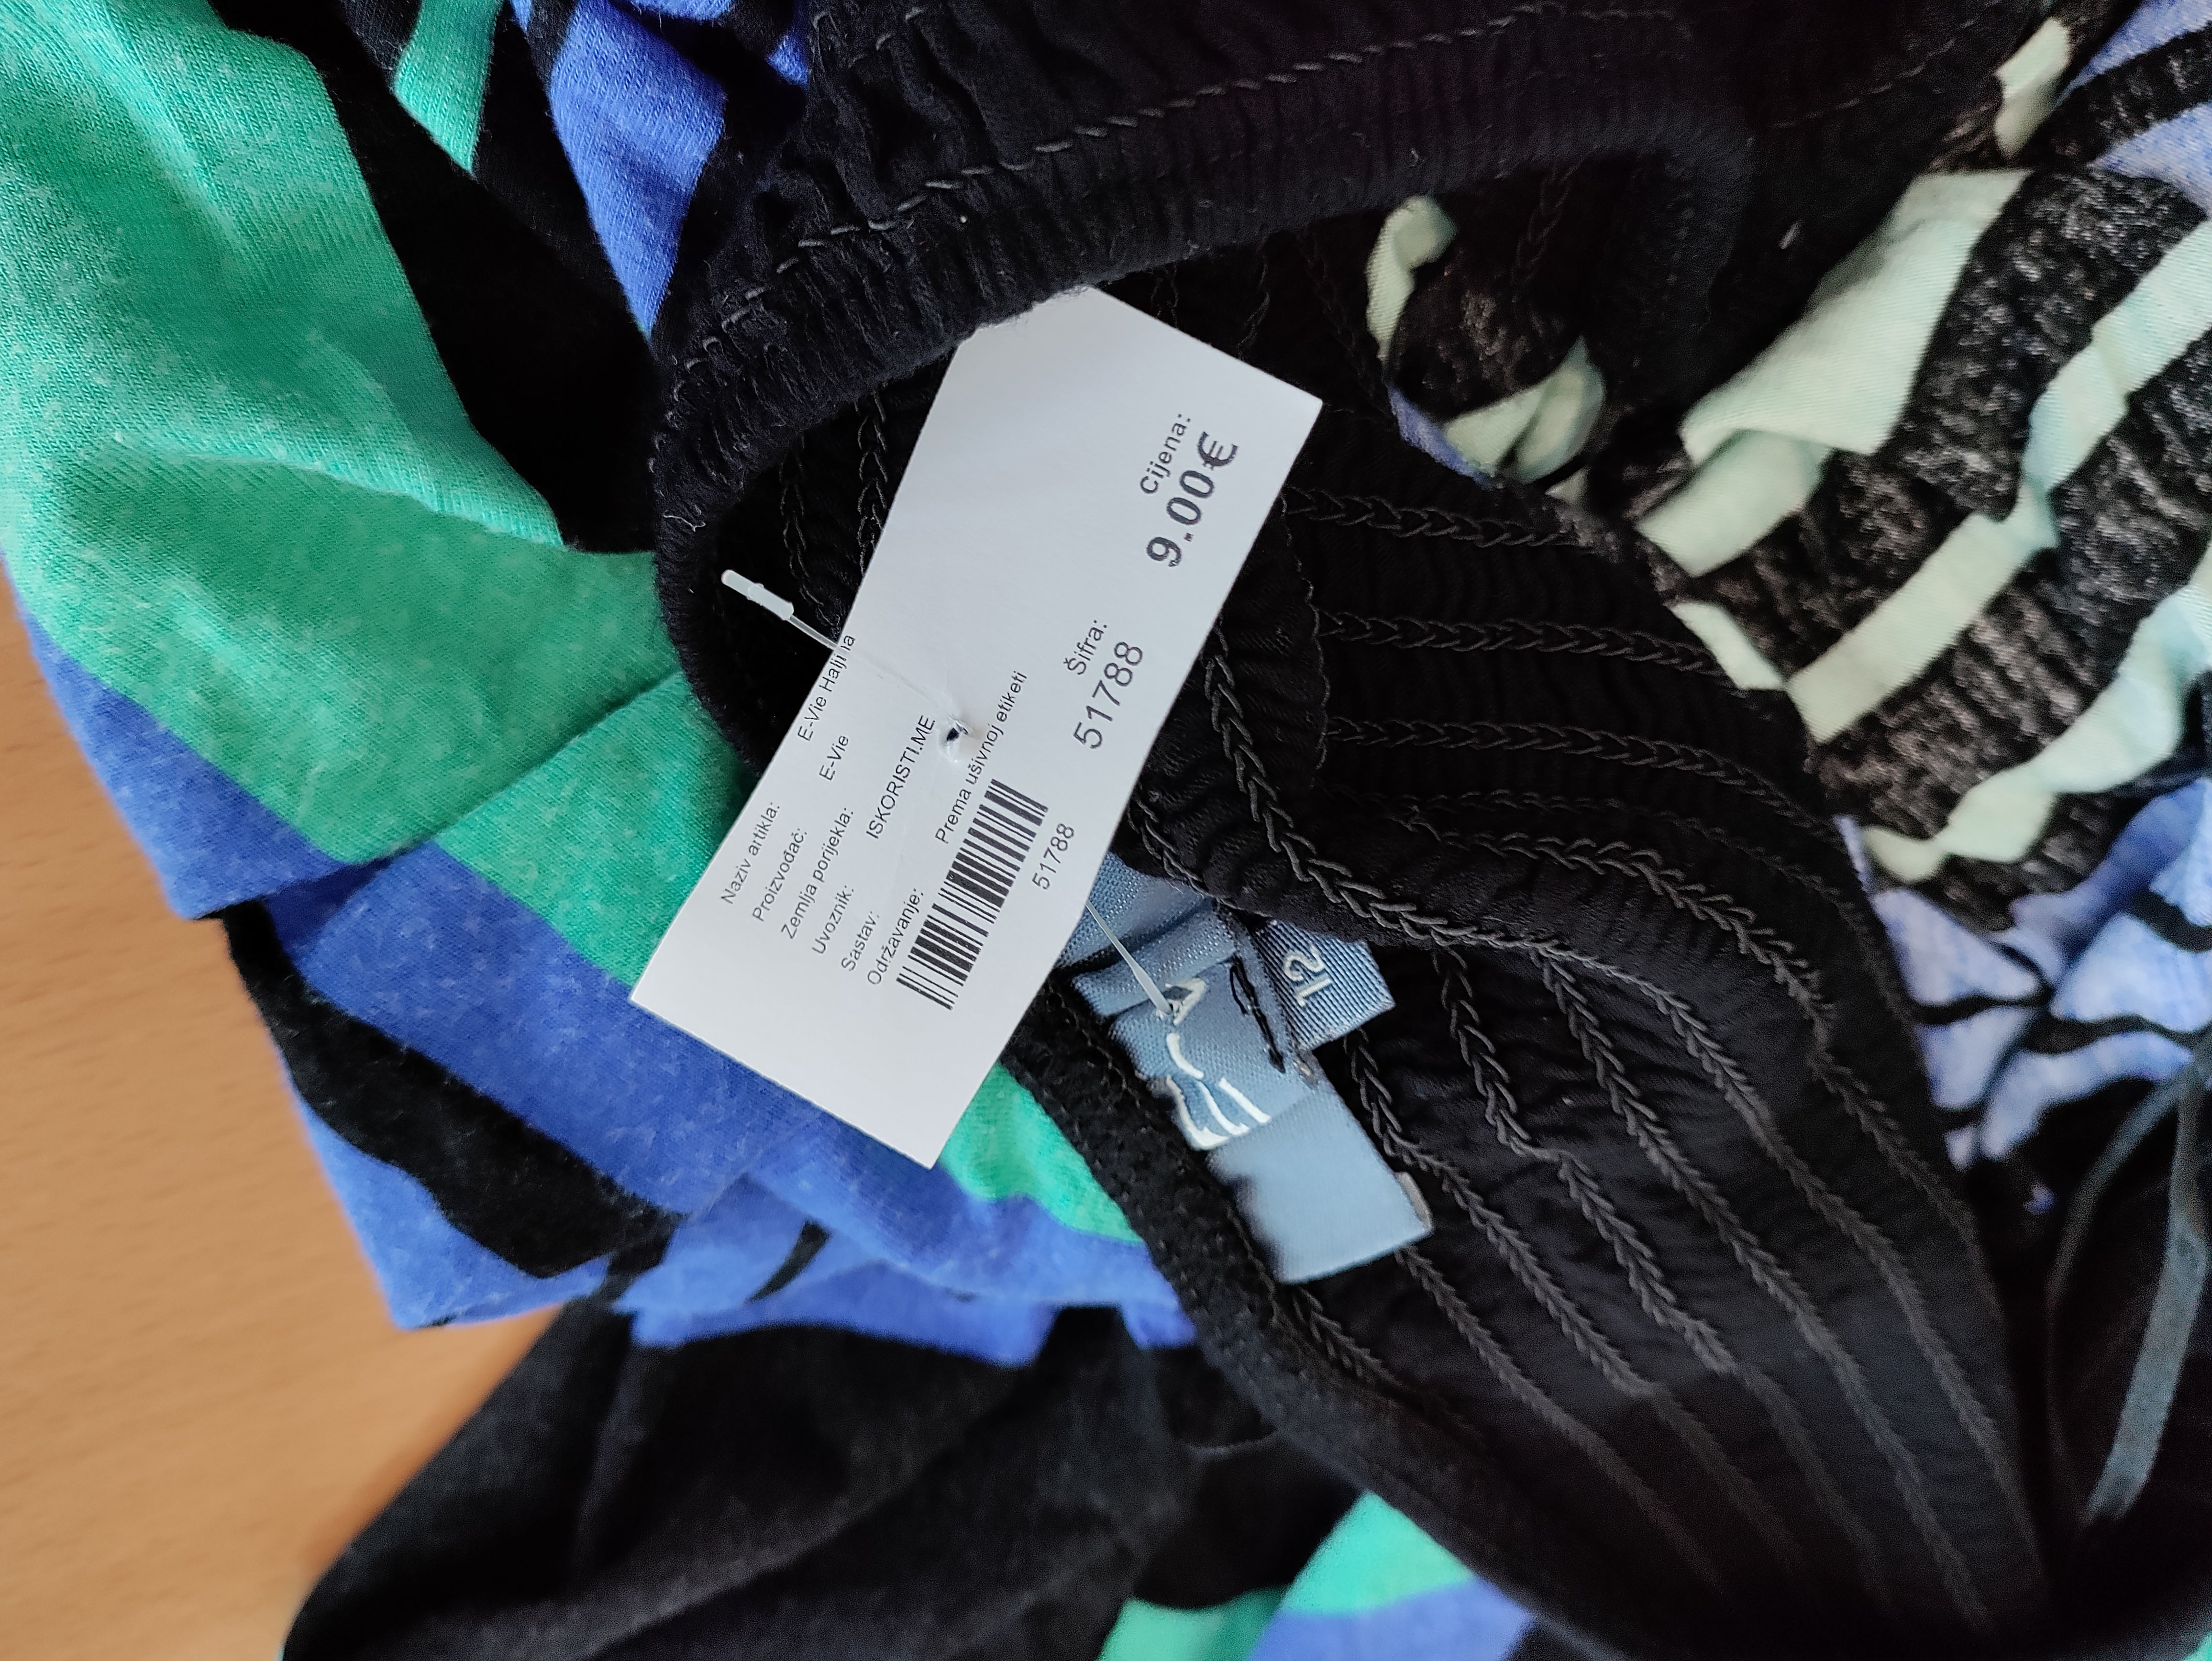 Naziv artikla: E-Vie Haljina
Proizvođač: E-Vie
Zemlja porijekla:
Uvoznik: ISKORISTI.ME
Sastav:
Održavanje: Prema ušivnoj etiketi
51788
Šifra:
51788
Cijena:
9.00€
12